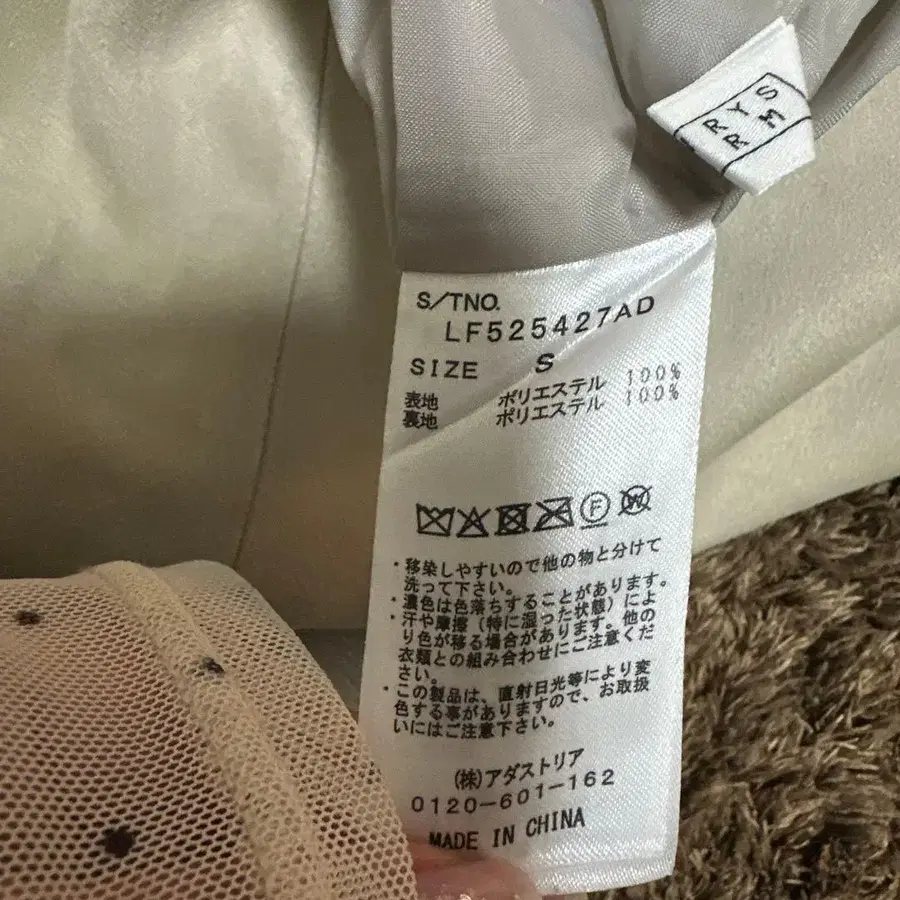 RYS
RM
S/TNO.
LF525427AD
SIZE S
表地 ポリエステル 100%
裏地 ポリエステル 100%
・移染しやすいので他の物と分けて
洗って下さい。
・濃色は色落ちすることがあります。
・汗や摩擦（特に湿った状態）によ
り色が移る場合があります。他の
衣類との組み合わせにご注意くだ
さい。
・この製品は、直射日光等により変
色する事がありますので、お取扱
いにはご注意下さい。
(株)アダストリア
0120-601-162
MADE IN CHINA